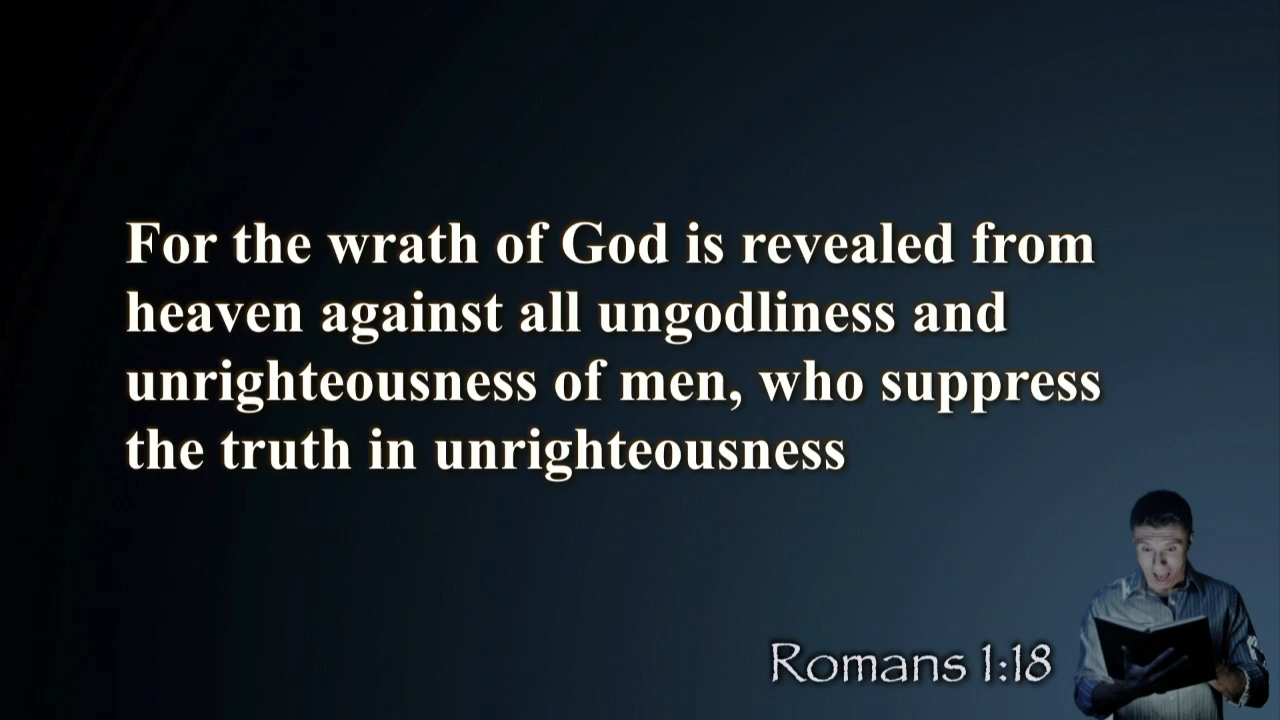 For the wrath of God is revealed from
heaven against all ungodliness and
unrighteousness of men, who suppress
the truth in unrighteousness
Romans 1:18